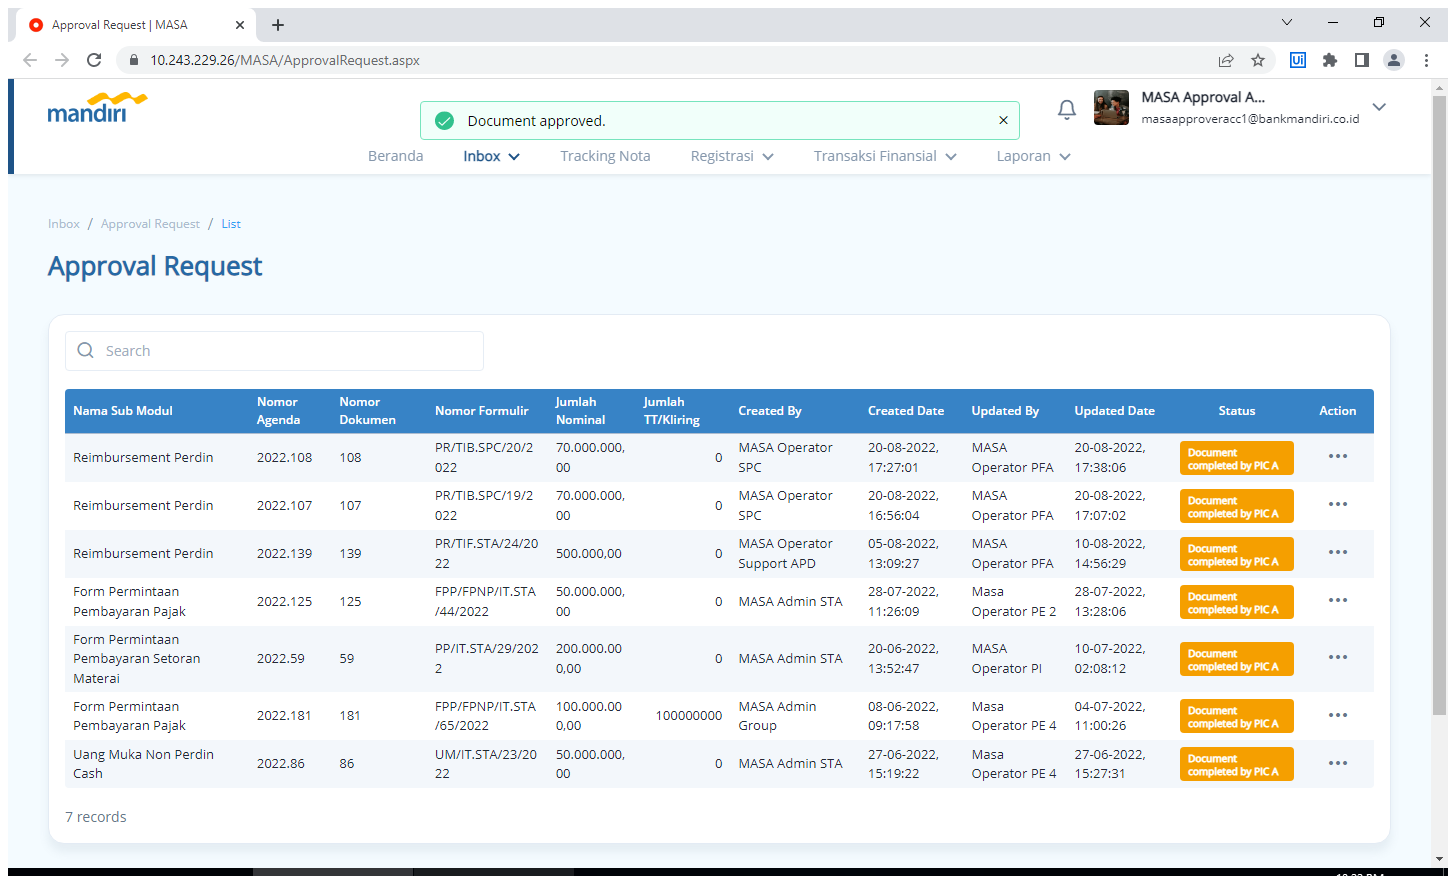 Approval Request | MASA
10.243.229.26/MASA/ApprovalRequest.aspx
mandiri
Document approved.
MASA Approval A...
masaapproveracc1@bankmandiri.co.id
Beranda Inbox Tracking Nota Registrasi Transaksi Finansial Laporan
Inbox / Approval Request / List
Approval Request
Search
Nama Sub Modul Nomor Agenda Nomor Dokumen Nomor Formulir Jumlah Nominal Jumlah TT/Kliring Created By Created Date Updated By Updated Date Status Action
Reimbursement Perdin 2022.108 108 PR/TIB.SPC/20/2022 70.000.000,00 0 MASA Operator SPC 20-08-2022, 17:27:01 MASA Operator PFA 20-08-2022, 17:38:06 Document completed by PIC A
Reimbursement Perdin 2022.107 107 PR/TIB.SPC/19/2022 70.000.000,00 0 MASA Operator SPC 20-08-2022, 16:56:04 MASA Operator PFA 20-08-2022, 17:07:02 Document completed by PIC A
Reimbursement Perdin 2022.139 139 PR/TIF.STA/24/2022 500.000,00 0 MASA Operator Support APD 05-08-2022, 13:09:27 MASA Operator PFA 10-08-2022, 14:56:29 Document completed by PIC A
Form Permintaan Pembayaran Pajak 2022.125 125 FPP/FPNP/IT.STA/44/2022 50.000.000,00 0 MASA Admin STA 28-07-2022, 11:26:09 Masa Operator PE 2 28-07-2022, 13:28:06 Document completed by PIC A
Form Permintaan Pembayaran Setoran Materai 2022.59 59 PP/IT.STA/29/2022 200.000.000,00 0 MASA Admin STA 20-06-2022, 13:52:47 MASA Operator PI 10-07-2022, 02:08:12 Document completed by PIC A
Form Permintaan Pembayaran Pajak 2022.181 181 FPP/FPNP/IT.STA/65/2022 100.000.000,00 100000000 MASA Admin Group 08-06-2022, 09:17:58 Masa Operator PE 4 04-07-2022, 11:00:26 Document completed by PIC A
Uang Muka Non Perdin Cash 2022.86 86 UM/IT.STA/23/2022 50.000.000,00 0 MASA Admin STA 27-06-2022, 15:19:22 Masa Operator PE 4 27-06-2022, 15:27:31 Document completed by PIC A
7 records